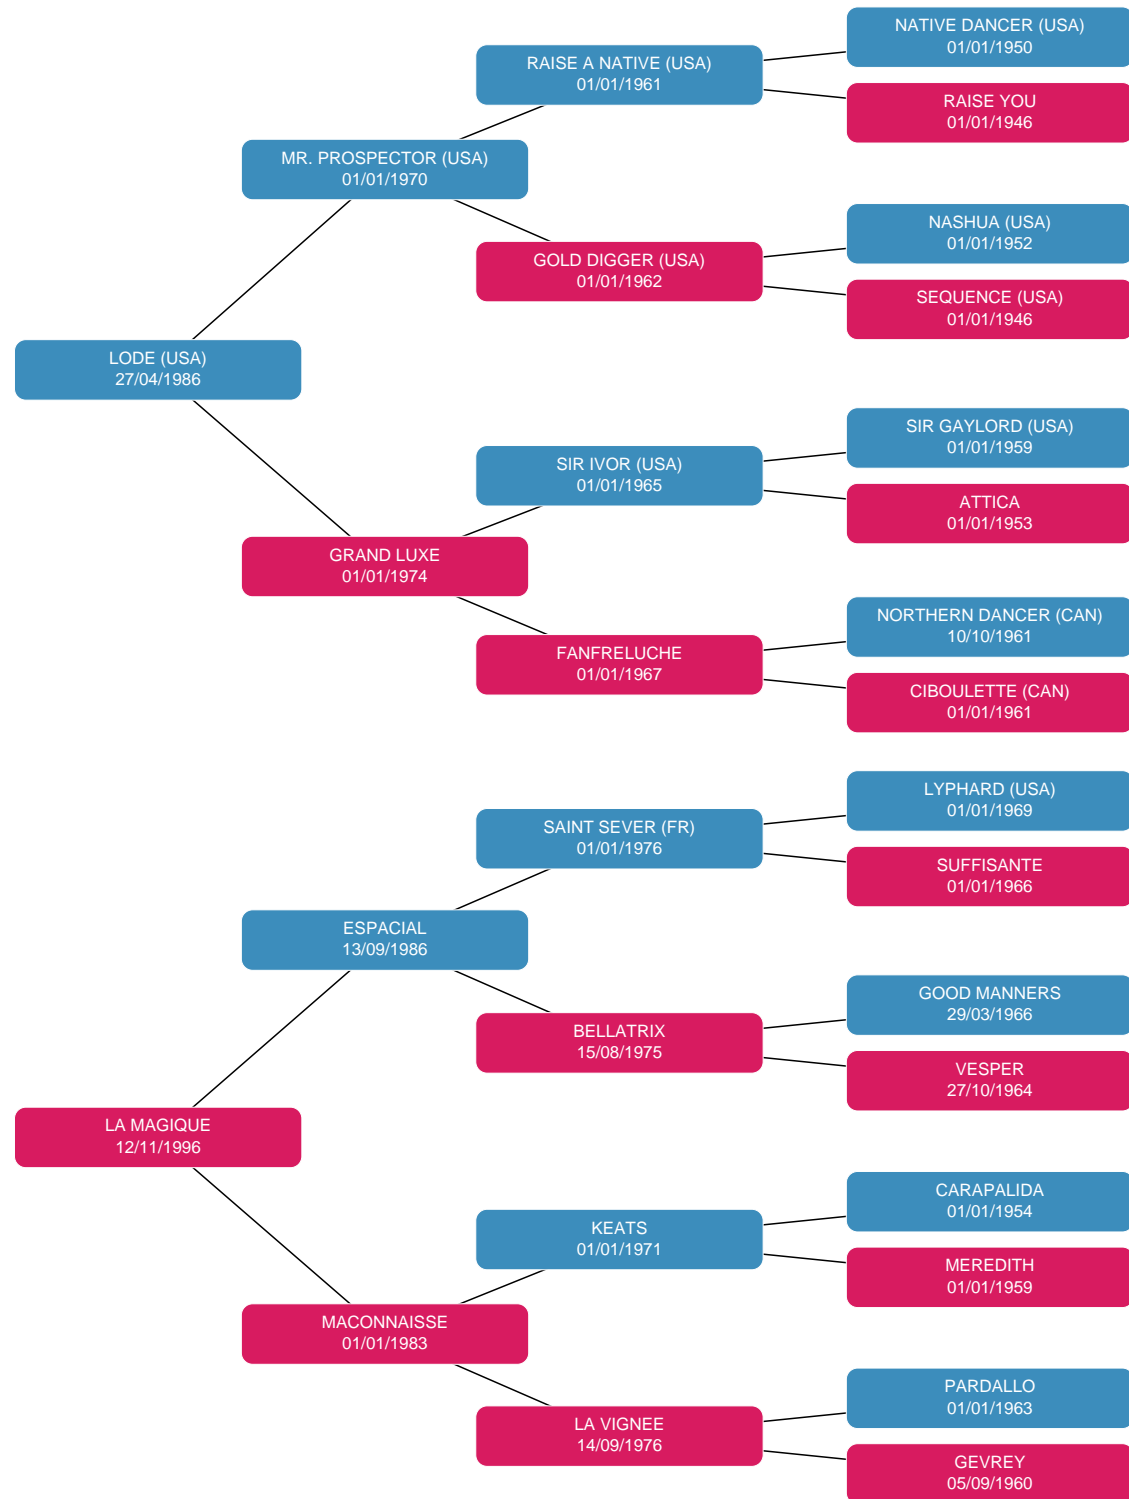 NATIVE DANCER (USA)
01/01/1950
RAISE A NATIVE (USA)
01/01/1961
RAISE YOU
01/01/1946
MR. PROSPECTOR (USA)
01/01/1970
NASHUA (USA)
01/01/1952
GOLD DIGGER (USA)
01/01/1962
SEQUENCE (USA)
01/01/1946
LODE (USA)
27/04/1986
SIR GAYLORD (USA)
01/01/1959
SIR IVOR (USA)
01/01/1965
ATTICA
01/01/1953
GRAND LUXE
01/01/1974
NORTHERN DANCER (CAN)
10/10/1961
FANFRELUCHE
01/01/1967
CIBOULETTE (CAN)
01/01/1961
LYPHARD (USA)
01/01/1969
SAINT SEVER (FR)
01/01/1976
SUFFISANTE
01/01/1966
ESPACIAL
13/09/1986
GOOD MANNERS
29/03/1966
BELLATRIX
15/08/1975
VESPER
27/10/1964
LA MAGIQUE
12/11/1996
CARAPALIDA
01/01/1954
KEATS
01/01/1971
MEREDITH
01/01/1959
MACONNAISSE
01/01/1983
PARDALLO
01/01/1963
LA VIGNEE
14/09/1976
GEVREY
05/09/1960